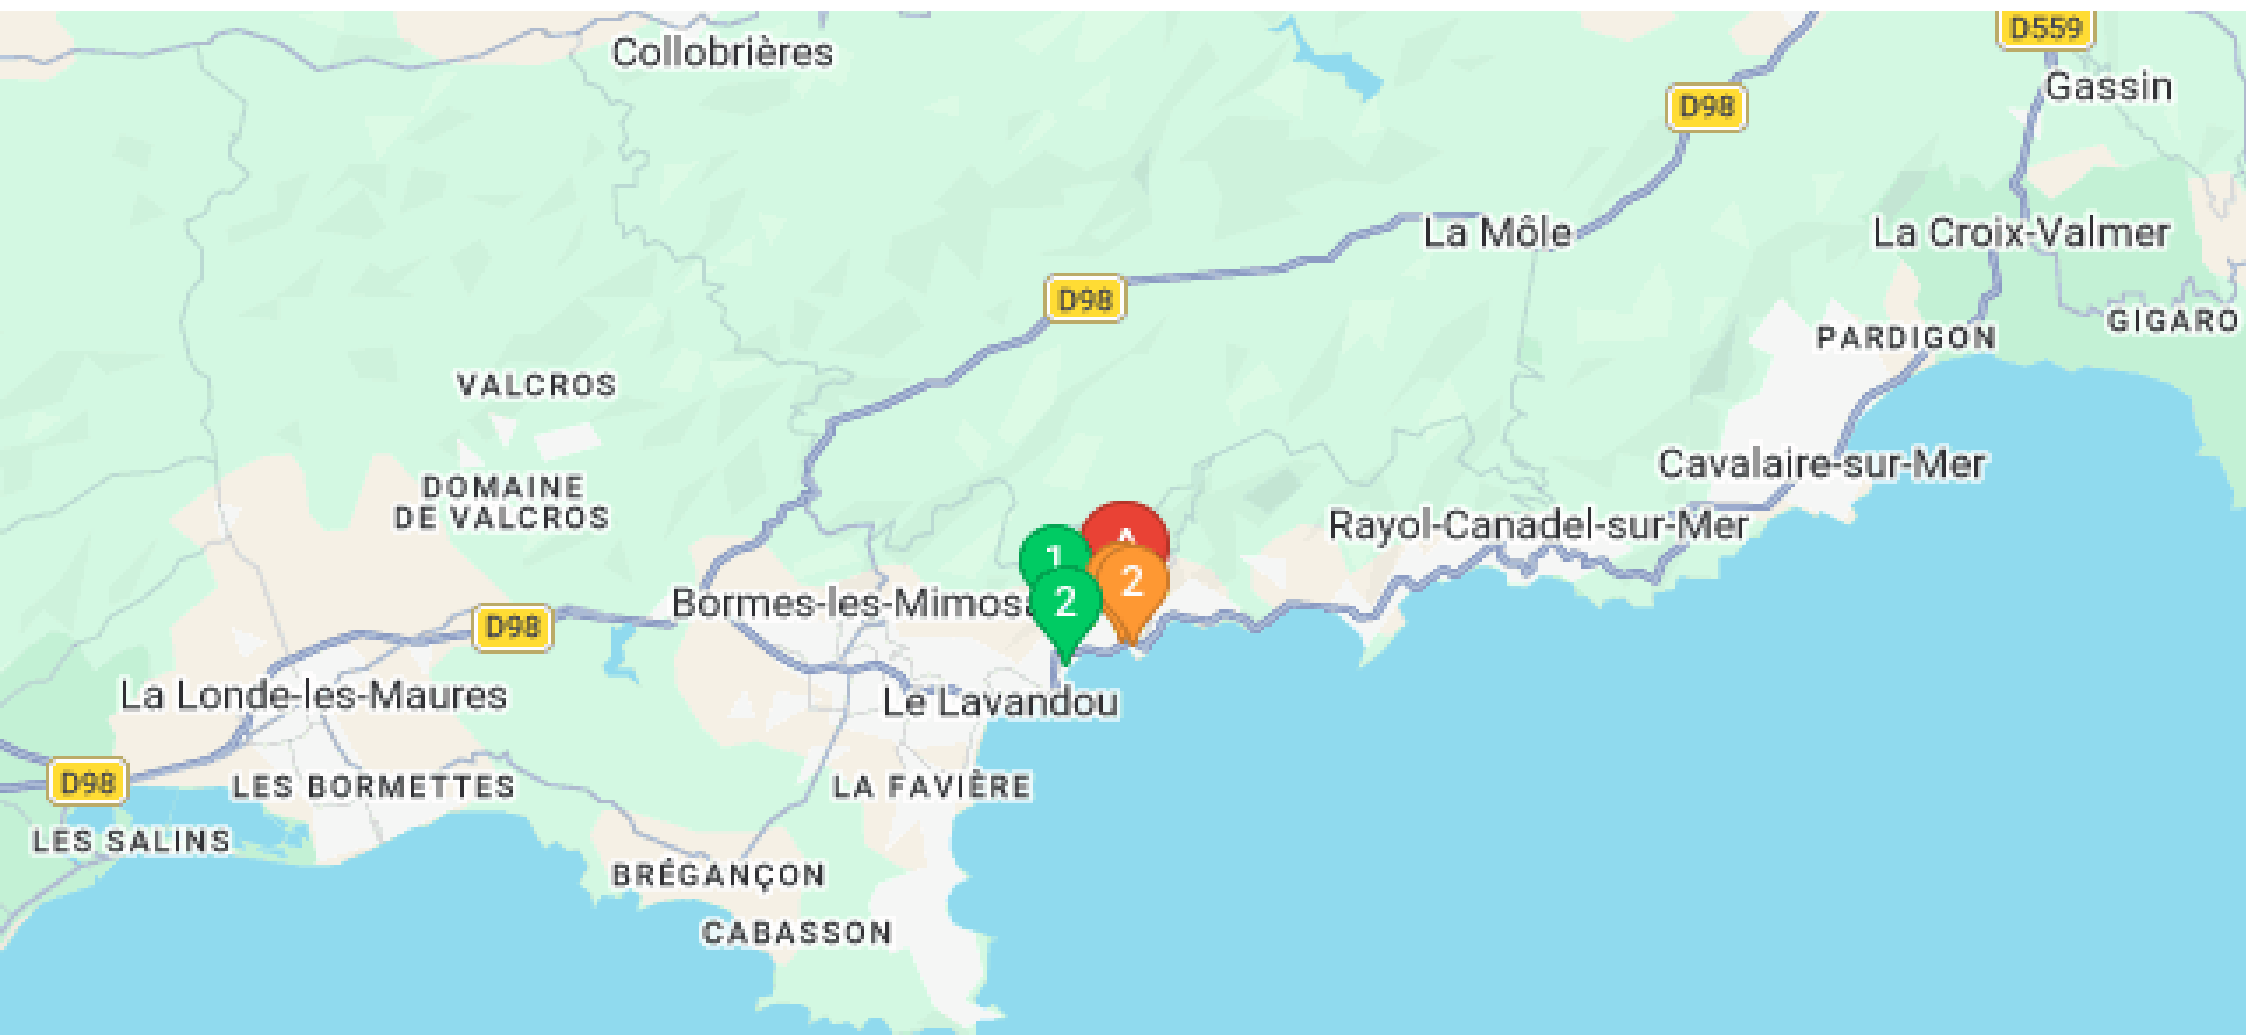 D559
Collobrières
Gassin
D98
La Môle
La Croix-Valmer
D98
GIGARO
PARDIGON
VALCROS
Cavalaire-sur-Mer
DOMAINE
DE VALCROS
Rayol-Canadel-sur-Mer
1
2
2
Bormes-les-Mimosa
D98
La Londe-les-Maures
Le Lavandou
D98
LES BORMETTES
LA FAVIÈRE
LES SALINS
BRÉGANÇON
CABASSON